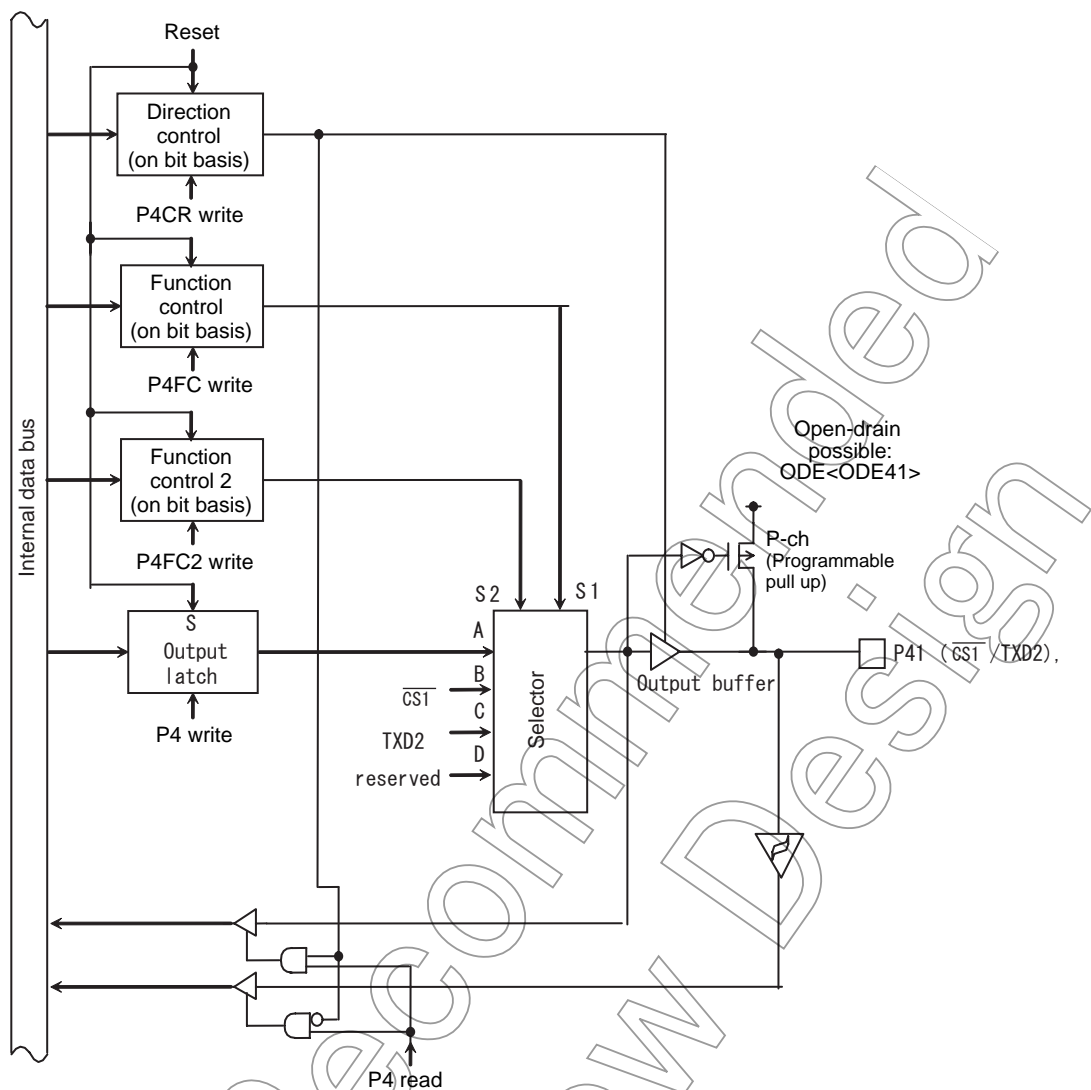 Reset
Direction
control
(on bit basis)
P4CR write
Function
control
(on bit basis)
P4FC write
Internal data bus
Function
control 2
(on bit basis)
P4FC2 write
Open-drain
possible:
ODE<ODE41>
P-ch
(Programmable
pull up)
S
Output
latch
P4 write
S2
S1
A
B
C
D
CS1
TXD2
reserved
Selector
Output buffer
P41 (CS1/TXD2),
P4 read
ecommended
w Design